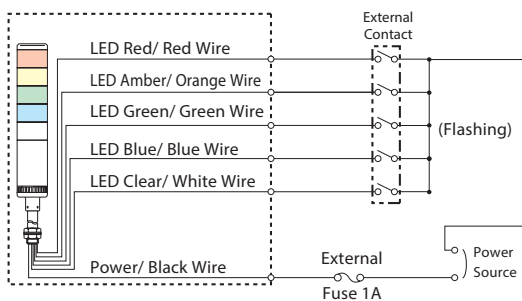 External
Contact
LED Red/ Red Wire
LED Amber/ Orange Wire
LED Green/ Green Wire
(Flashing)
LED Blue/ Blue Wire
LED Clear/ White Wire
Power/ Black Wire
External
Fuse 1A
Power
Source